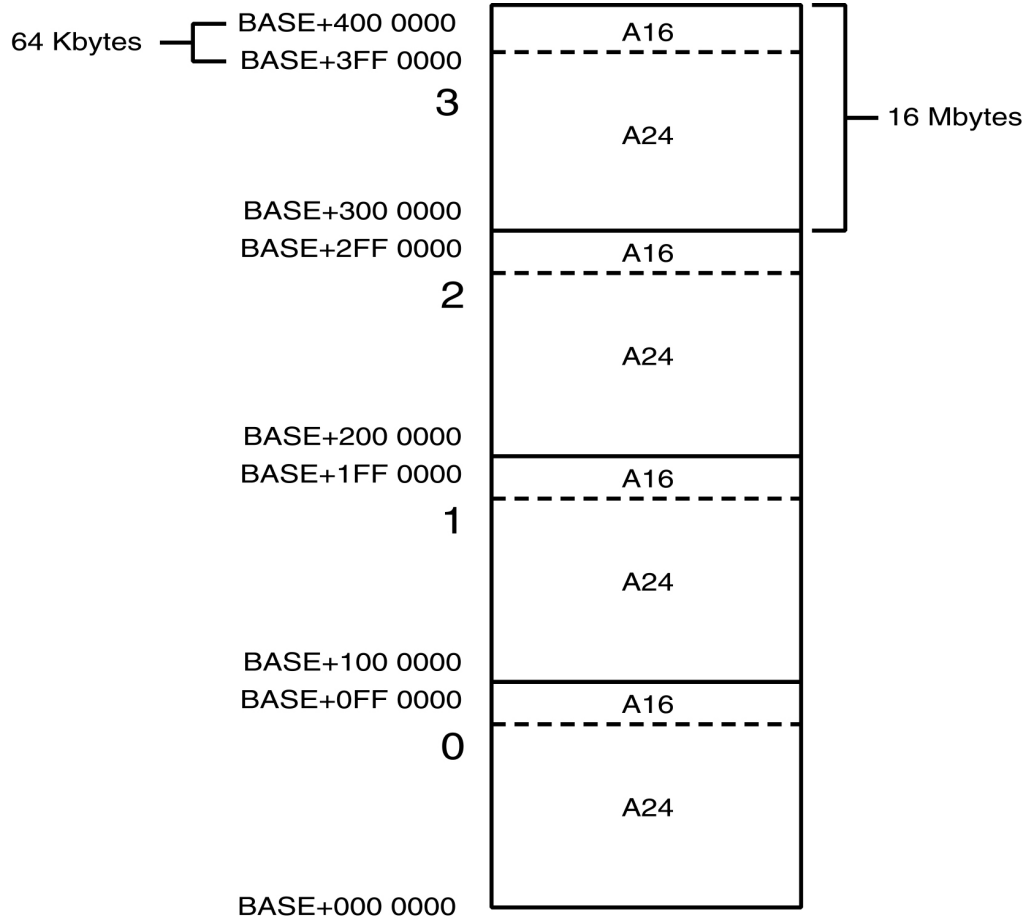 BASE+400 0000
A16
64 Kbytes
BASE+3FF 0000
3
16 Mbytes
A24
BASE+300 0000
BASE+2FF 0000
A16
2
A24
BASE+200 0000
BASE+1FF 0000
A16
1
A24
BASE+100 0000
BASE+0FF 0000
A16
0
A24
BASE+000 0000